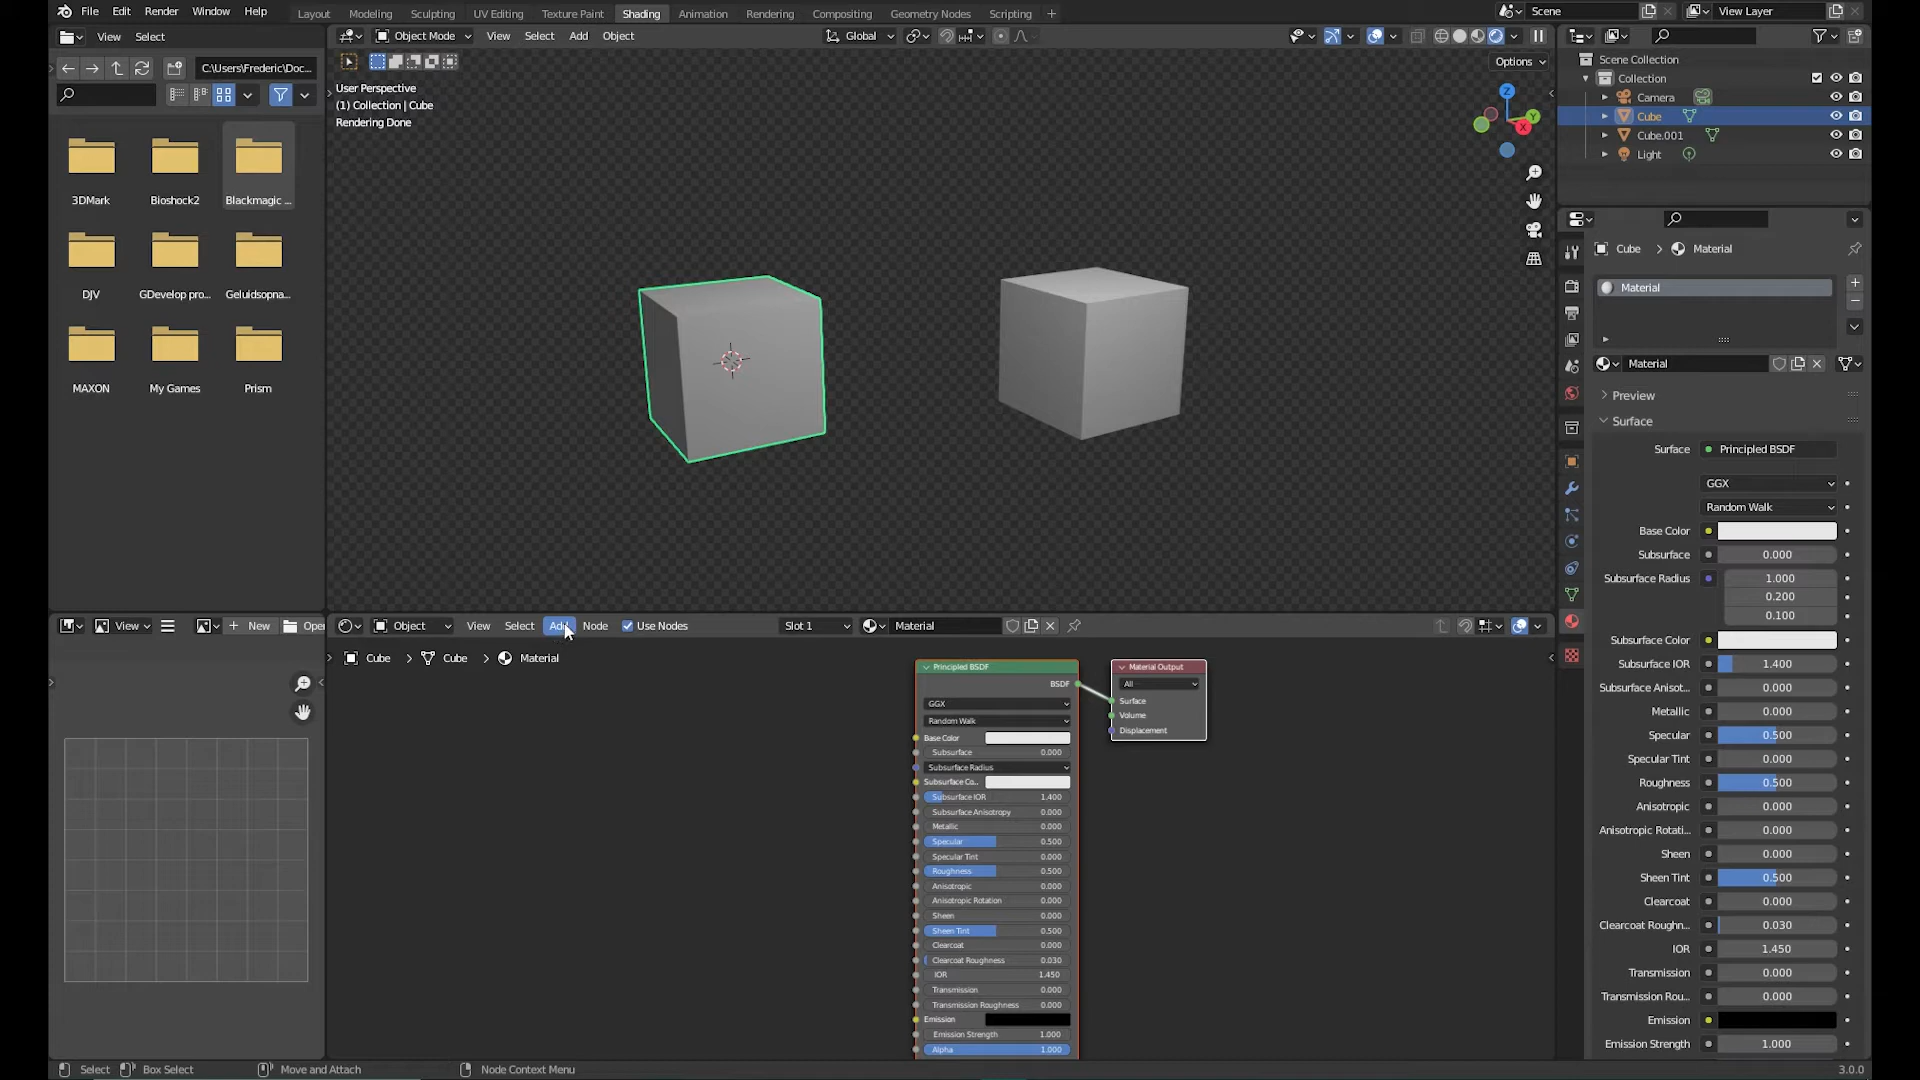 File Edit Render Window Help Layout Modeling Sculpting UV Editing Texture Paint Shading Animation Rendering Compositing Geometry Nodes Scripting + Scene View Layer
View Select
Object Mode View Select Add Object Global
C:\Users\Frederic\Doc...
Options
User Perspective
(1) Collection | Cube
Rendering Done
Z
Y
X
3DMark Bioshock2 Blackmagic ...
DJV GDevelop pro... Geluidsopna...
MAXON My Games Prism
Scene Collection
Collection
Camera
Cube
Cube.001
Light
Cube > Material
Material
Material
Preview
Surface
Surface Principled BSDF
GGX
Random Walk
Base Color
Subsurface 0.000
Subsurface Radius 1.000
0.200
0.100
Subsurface Color
Subsurface IOR 1.400
Subsurface Anisot... 0.000
Metallic 0.000
Specular 0.500
Specular Tint 0.000
Roughness 0.500
Anisotropic 0.000
Anisotropic Rotati... 0.000
Sheen 0.000
Sheen Tint 0.500
Clearcoat 0.000
Clearcoat Roughn... 0.030
IOR 1.450
Transmission 0.000
Transmission Rou... 0.000
Emission
Emission Strength 1.000
View + New Open
Object View Select Add Node Use Nodes Slot 1 Material
Cube > Cube > Material
Principled BSDF
BSDF
GGX
Random Walk
Base Color
Subsurface 0.000
Subsurface Radius
Subsurface Co...
Subsurface IOR 1.400
Subsurface Anisotropy 0.000
Metallic 0.000
Specular 0.500
Specular Tint 0.000
Roughness 0.500
Anisotropic 0.000
Anisotropic Rotation 0.000
Sheen 0.000
Sheen Tint 0.500
Clearcoat 0.000
Clearcoat Roughness 0.030
IOR 1.450
Transmission 0.000
Transmission Roughness 0.000
Emission
Emission Strength 1.000
Alpha 1.000
Material Output
All
Surface
Volume
Displacement
Select Box Select Move and Attach Node Context Menu 3.0.0